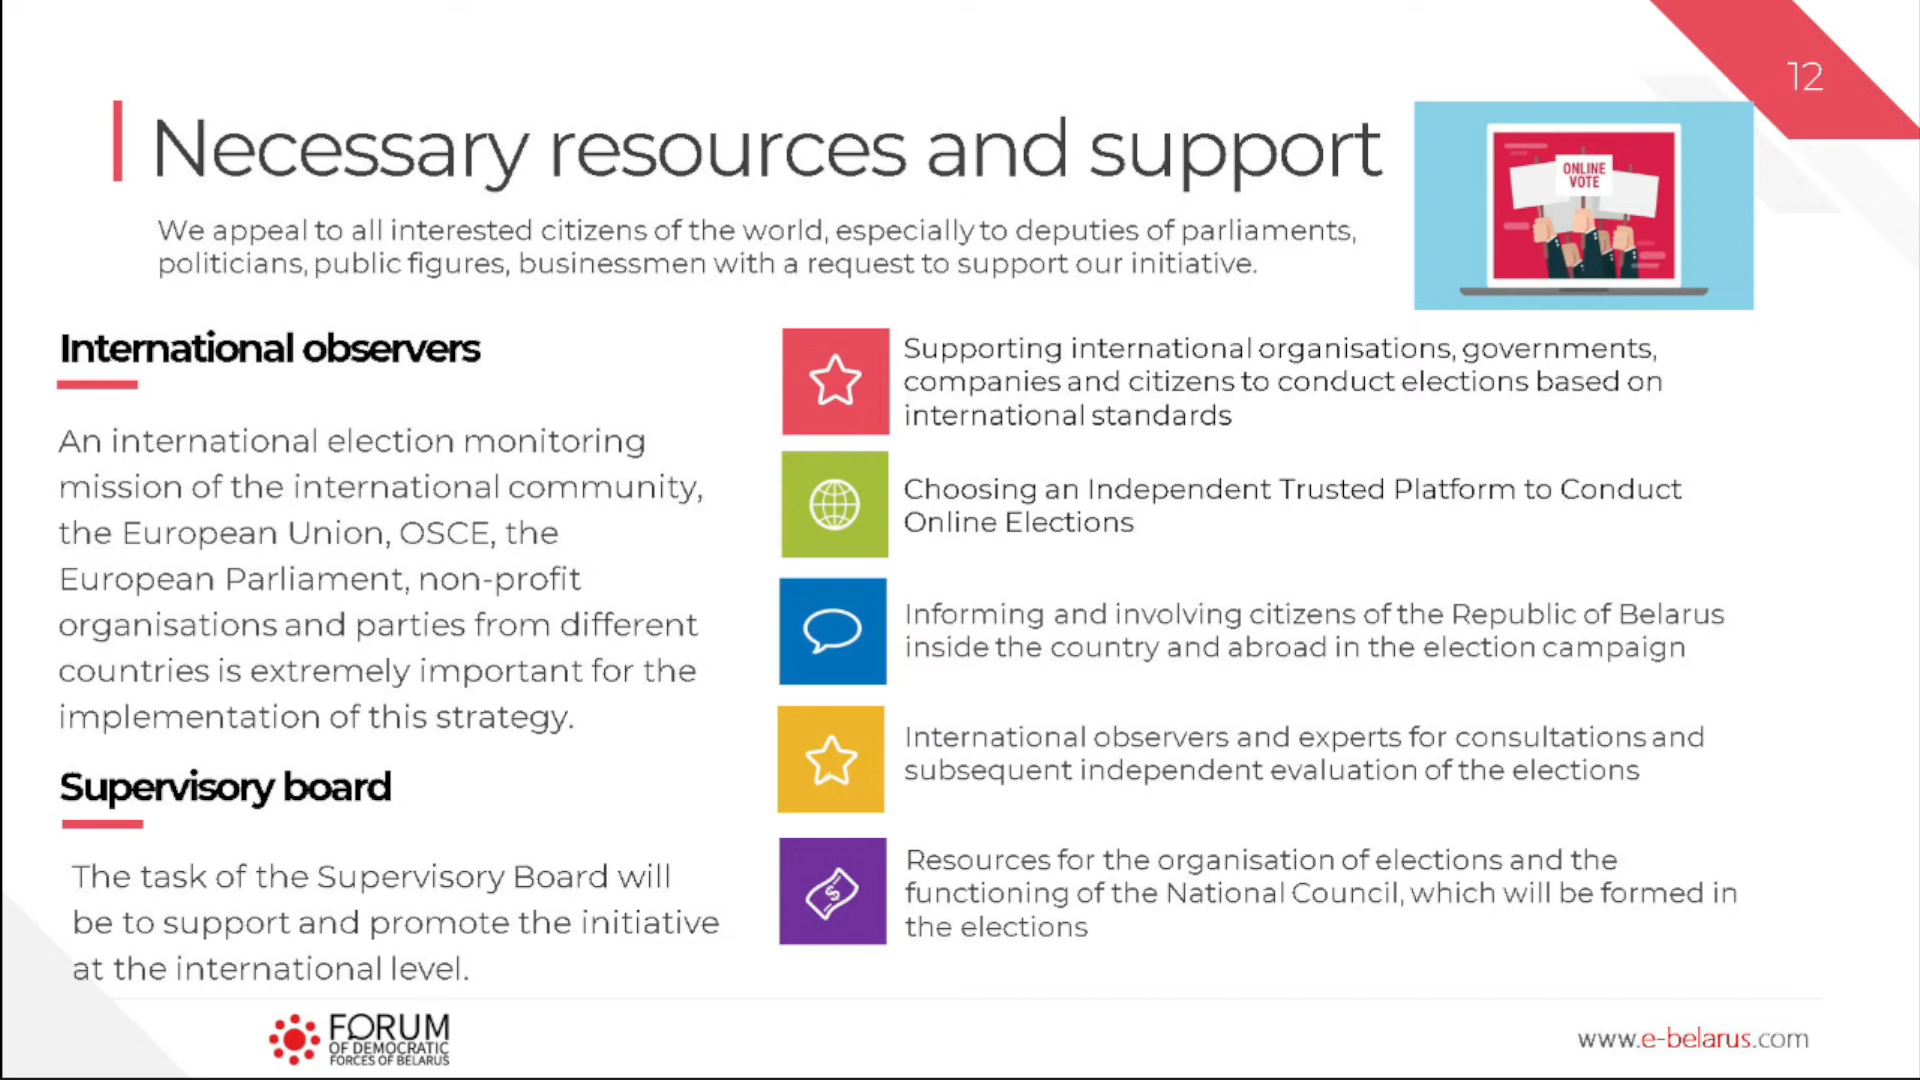 12
Necessary resources and support
ONLINE
VOTE
We appeal to all interested citizens of the world, especially to deputies of parliaments,
politicians, public figures, businessmen with a request to support our initiative.
International observers
An international election monitoring
mission of the international community,
the European Union, OSCE, the
European Parliament, non-profit
organisations and parties from different
countries is extremely important for the
implementation of this strategy.
Supervisory board
The task of the Supervisory Board will
be to support and promote the initiative
at the international level.
Supporting international organisations, governments,
companies and citizens to conduct elections based on
international standards
Choosing an Independent Trusted Platform to Conduct
Online Elections
Informing and involving citizens of the Republic of Belarus
inside the country and abroad in the election campaign
International observers and experts for consultations and
subsequent independent evaluation of the elections
$
Resources for the organisation of elections and the
functioning of the National Council, which will be formed in
the elections
FORUM
OF DEMOCRATIC
FORCES OF BELARUS
www.e-belarus.com